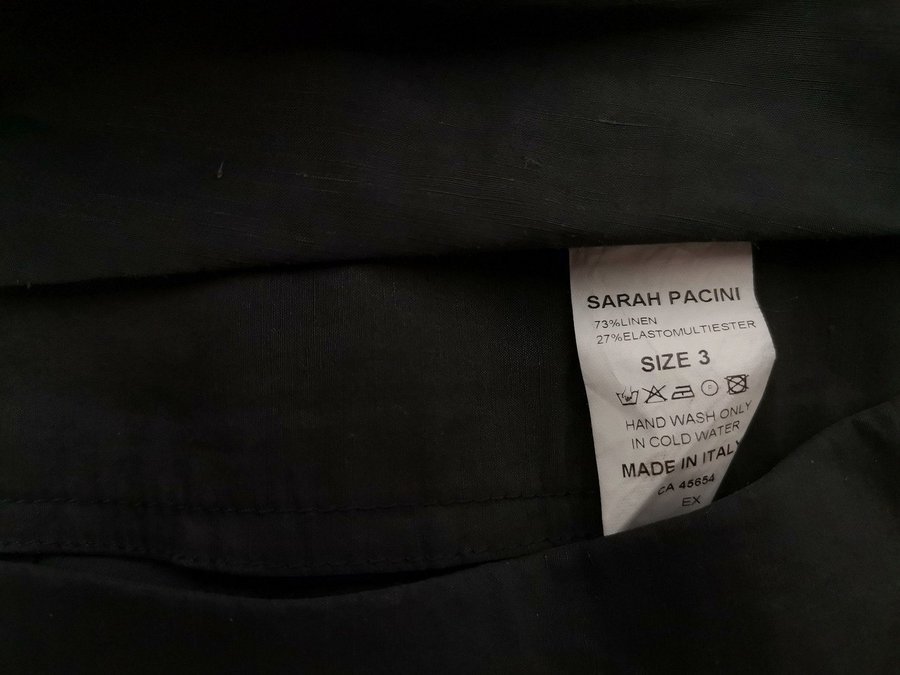 SARAH PACINI
73%LINEN
27%ELASTOMULTIESTER
SIZE 3
HAND WASH ONLY
IN COLD WATER
MADE IN ITALY
CA 45654
EX